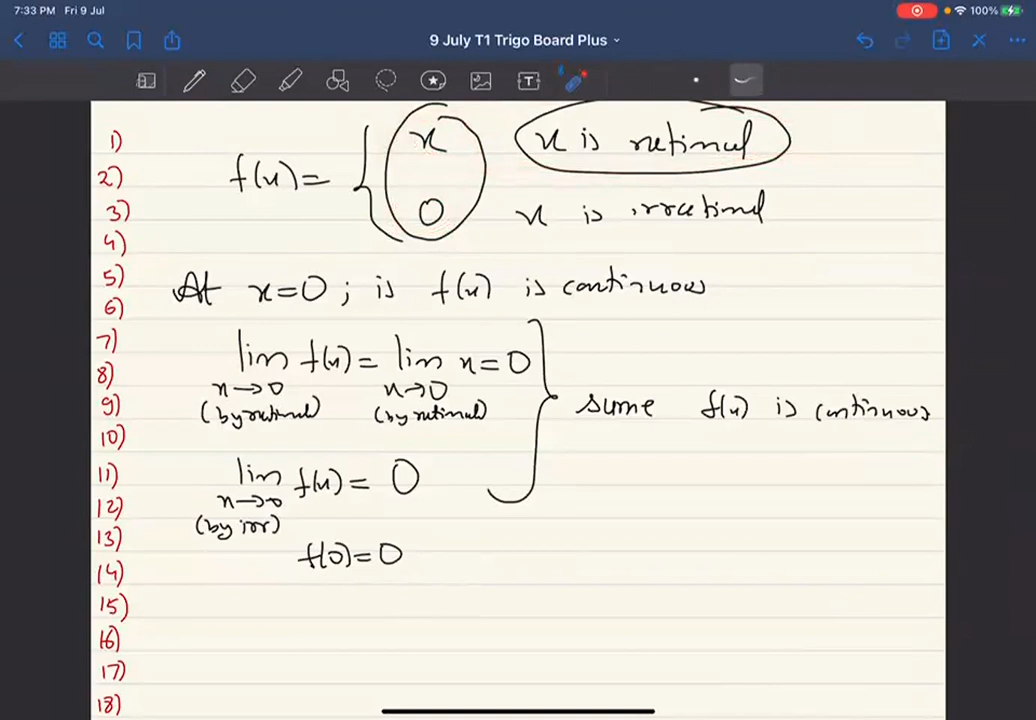 7:33 PM Fri 9 Jul 100%
9 July T1 Trigo Board Plus
1) x x is rational
2) f(x)= {
3) 0 x is irrational
4)
5) At x=0 ; is f(x) is continuous
6)
7) lim f(x) = lim x = 0
8) x→0 x→0
9) (by rational) (by rational) same f(x) is continuous
10)
11) lim f(x) = 0
12) x→0
13) (by irr)
f(0) = 0
14)
15)
16)
17)
18)